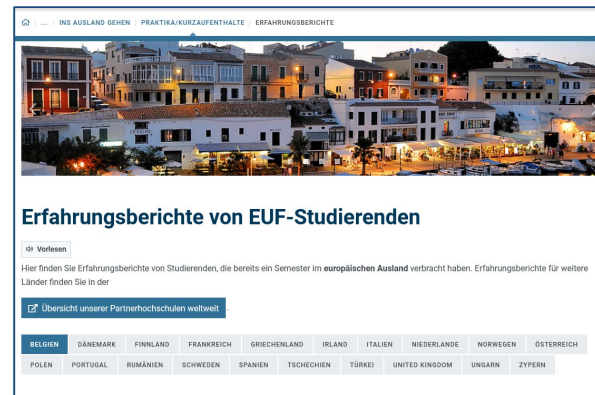 ... INS AUSLAND GEHEN PRAKTIKA/KURZAUFENTHALTE ERFAHRUNGSBERICHTE
Erfahrungsberichte von EUF-Studierenden
Vorlesen
Hier finden Sie Erfahrungsberichte von Studierenden, die bereits ein Semester im europäischen Ausland verbracht haben. Erfahrungsberichte für weitere
Länder finden Sie in der
Übersicht unserer Partnerhochschulen weltweit .
BELGIEN DÄNEMARK FINNLAND FRANKREICH GRIECHENLAND IRLAND ITALIEN NIEDERLANDE NORWEGEN ÖSTERREICH
POLEN PORTUGAL RUMÄNIEN SCHWEDEN SPANIEN TSCHECHIEN TÜRKEI UNITED KINGDOM UNGARN ZYPERN